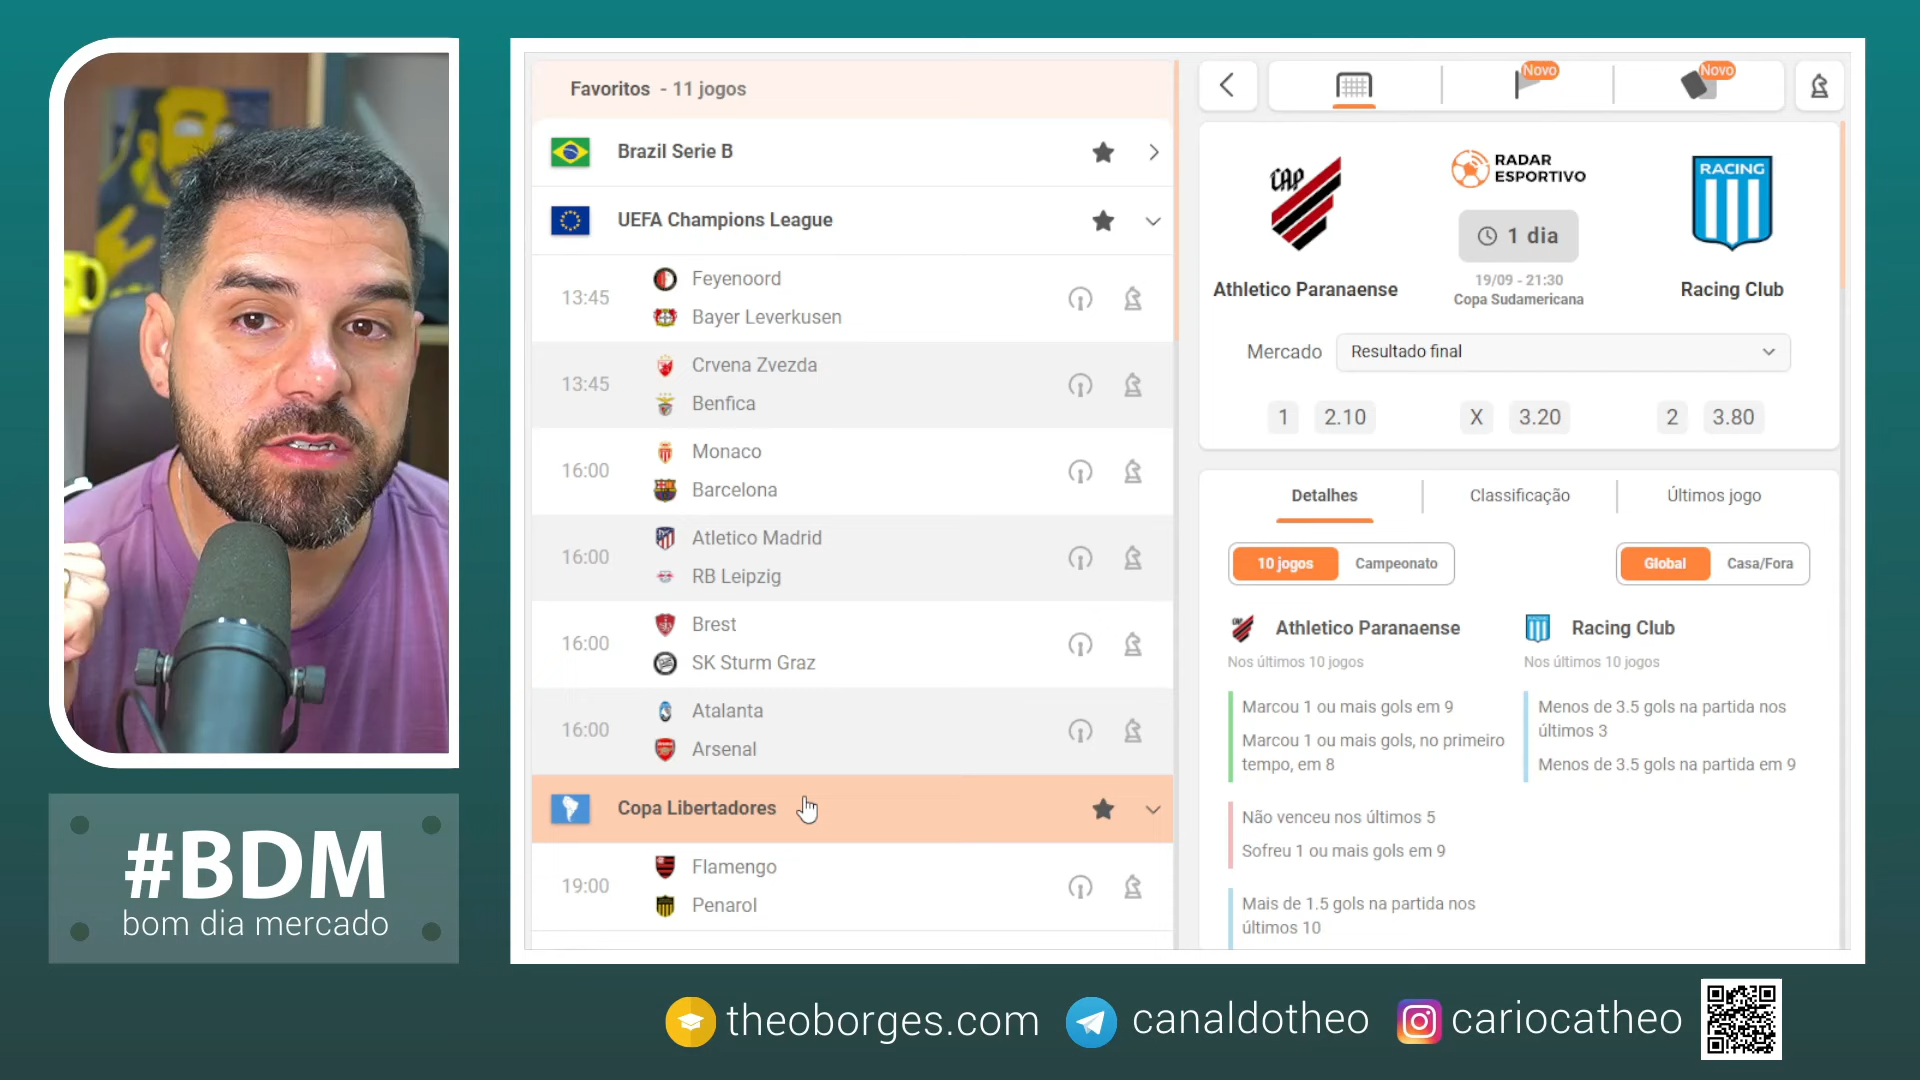 Favoritos - 11 jogos
Brazil Serie B
UEFA Champions League
13:45
Feyenoord
Bayer Leverkusen
13:45
Crvena Zvezda
Benfica
16:00
Monaco
Barcelona
16:00
Atletico Madrid
RB Leipzig
16:00
Brest
SK Sturm Graz
16:00
Atalanta
Arsenal
Copa Libertadores
19:00
Flamengo
Penarol
Novo
Novo
CAP
RADAR
ESPORTIVO
RACING
1 dia
19/09 - 21:30
Copa Sudamericana
Athletico Paranaense
Racing Club
Mercado
Resultado final
1 2.10 X 3.20 2 3.80
Detalhes
Classificação
Últimos jogo
10 jogos
Campeonato
Global
Casa/Fora
Athletico Paranaense
Nos últimos 10 jogos
Marcou 1 ou mais gols em 9
Marcou 1 ou mais gols, no primeiro
tempo, em 8
Não venceu nos últimos 5
Sofreu 1 ou mais gols em 9
Mais de 1.5 gols na partida nos
últimos 10
Racing Club
Nos últimos 10 jogos
Menos de 3.5 gols na partida nos
últimos 3
Menos de 3.5 gols na partida em 9
#BDM
bom dia mercado
theoborges.com
canaldotheo
cariocatheo